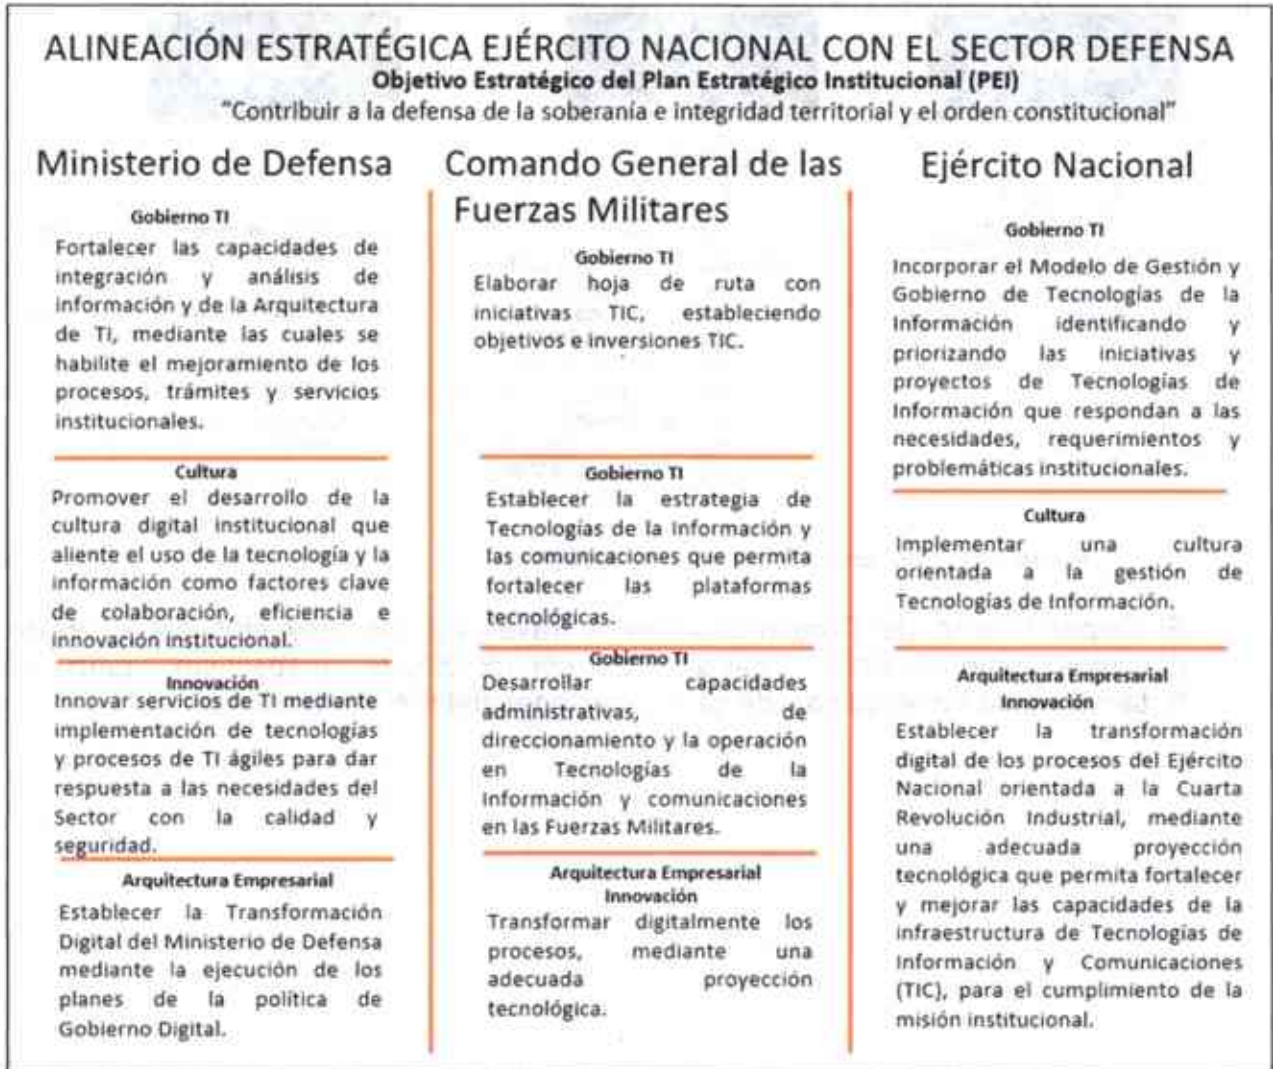 ALINEACIÓN ESTRATÉGICA EJÉRCITO NACIONAL CON EL SECTOR DEFENSA
Objetivo Estratégico del Plan Estratégico Institucional (PEI)
"Contribuir a la defensa de la soberanía e integridad territorial y el orden constitucional"
Ministerio de Defensa
Gobierno TI
Fortalecer las capacidades de
integración y análisis de
información y de la Arquitectura
de TI, mediante las cuales se
habilite el mejoramiento de los
procesos, trámites y servicios
institucionales.
Cultura
Promover el desarrollo de la
cultura digital institucional que
aliente el uso de la tecnología y la
información como factores clave
de colaboración, eficiencia e
innovación institucional.
Innovación
Innovar servicios de TI mediante
implementación de tecnologías
y procesos de TI ágiles para dar
respuesta a las necesidades del
Sector con la calidad y
seguridad.
Arquitectura Empresarial
Establecer la Transformación
Digital del Ministerio de Defensa
mediante la ejecución de los
planes de la política de
Gobierno Digital.
Comando General de las
Fuerzas Militares
Gobierno TI
Elaborar hoja de ruta con
iniciativas TIC, estableciendo
objetivos e inversiones TIC.
Gobierno TI
Establecer la estrategia de
Tecnologías de la Información y
las comunicaciones que permita
fortalecer las plataformas
tecnológicas.
Gobierno TI
Desarrollar capacidades
administrativas, de
direccionamiento y la operación
en Tecnologías de la
Información y comunicaciones
en las Fuerzas Militares.
Arquitectura Empresarial
Innovación
Transformar digitalmente los
procesos, mediante una
adecuada proyección
tecnológica.
Ejército Nacional
Gobierno TI
Incorporar el Modelo de Gestión y
Gobierno de Tecnologías de la
Información identificando y
priorizando las iniciativas y
proyectos de Tecnologías de
Información que respondan a las
necesidades, requerimientos y
problemáticas institucionales.
Cultura
Implementar una cultura
orientada a la gestión de
Tecnologías de Información.
Arquitectura Empresarial
Innovación
Establecer la transformación
digital de los procesos del Ejército
Nacional orientada a la Cuarta
Revolución Industrial, mediante
una adecuada proyección
tecnológica que permita fortalecer
y mejorar las capacidades de la
infraestructura de Tecnologías de
Información y Comunicaciones
(TIC), para el cumplimiento de la
misión institucional.